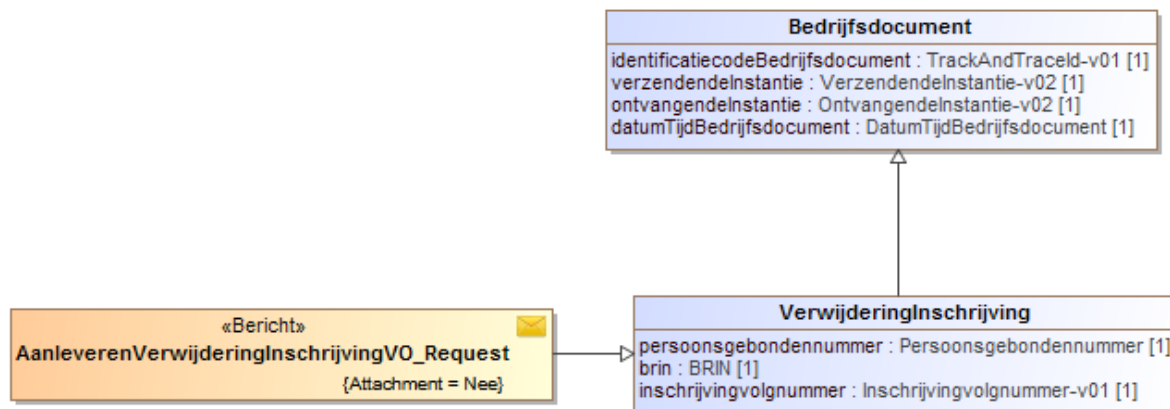 Bedrijfsdocument
identificatiecodeBedrijfsdocument : TrackAndTraceId-v01 [1]
verzendendeInstantie : VerzendendeInstantie-v02 [1]
ontvangendeInstantie : OntvangendeInstantie-v02 [1]
datumTijdBedrijfsdocument : DatumTijdBedrijfsdocument [1]
«Bericht»
AanleverenVerwijderingInschrijvingVO_Request
{Attachment = Nee}
VerwijderingInschrijving
persoonsgebondennummer : Persoonsgebondennummer [1]
brin : BRIN [1]
inschrijvingvolgnummer : Inschrijvingvolgnummer-v01 [1]